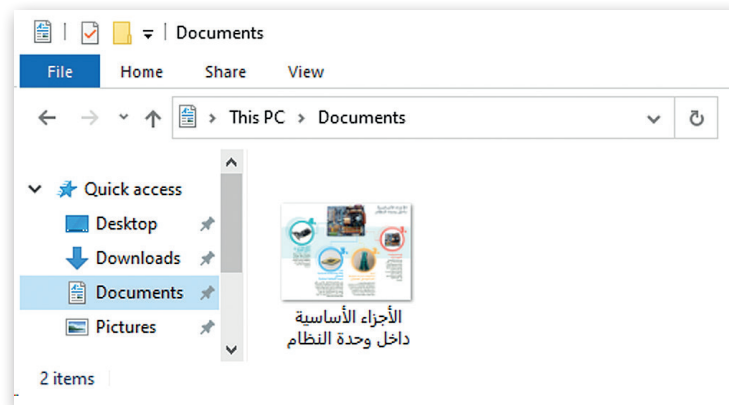 Documents
File Home Share View
This PC > Documents
Quick access
Desktop
Downloads
Documents
Pictures
الأجزاء الأساسية
داخل وحدة النظام
2 items